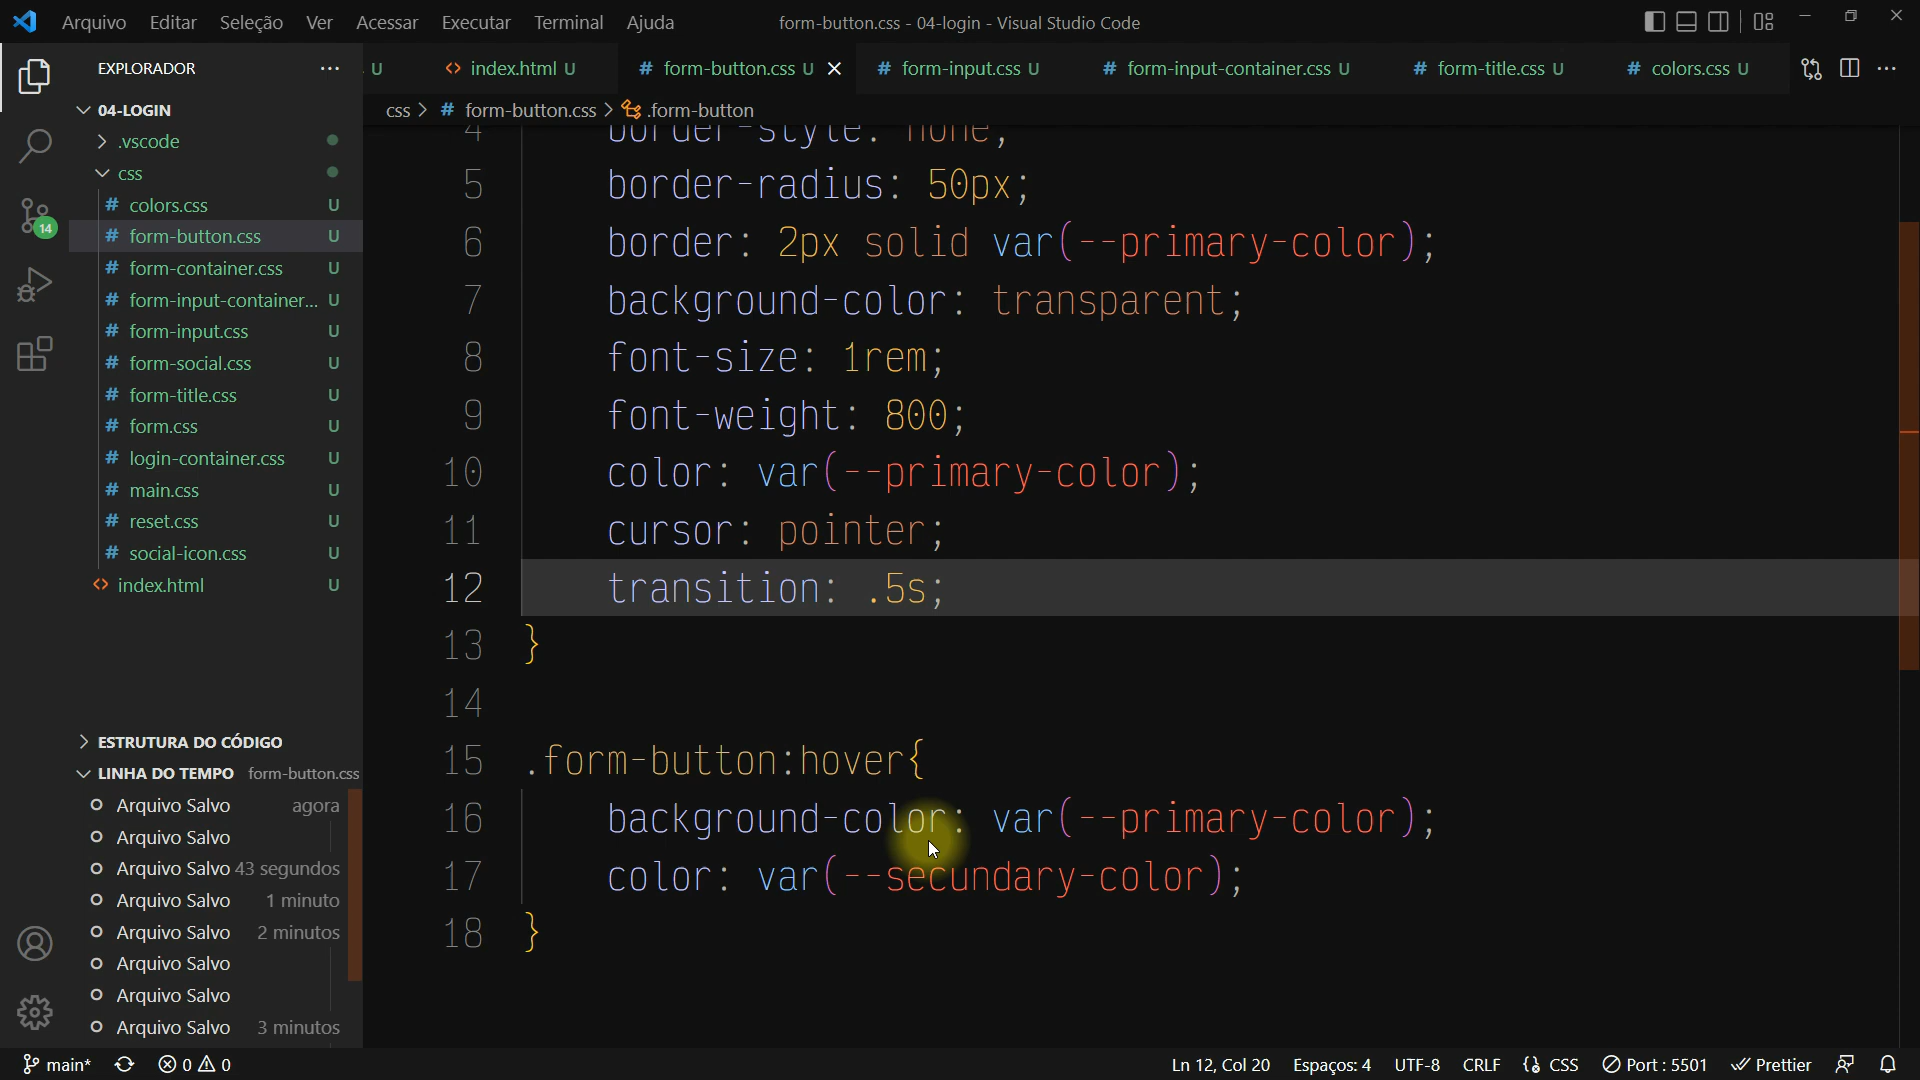 Arquivo Editar Seleção Ver Acessar Executar Terminal Ajuda
form-button.css - 04-login - Visual Studio Code
EXPLORADOR ...
U
<> index.html U
# form-button.css U
# form-input.css U
# form-input-container.css U
# form-title.css U
# colors.css U
css > # form-button.css > .form-button
04-LOGIN
.vscode
css
# colors.css U
# form-button.css U
# form-container.css U
# form-input-container... U
# form-input.css U
# form-social.css U
# form-title.css U
# form.css U
# login-container.css U
# main.css U
# reset.css U
# social-icon.css U
<> index.html U
14
ESTRUTURA DO CÓDIGO
LINHA DO TEMPO form-button.css
Arquivo Salvo agora
Arquivo Salvo
Arquivo Salvo 43 segundos
Arquivo Salvo 1 minuto
Arquivo Salvo 2 minutos
Arquivo Salvo
Arquivo Salvo
Arquivo Salvo 3 minutos
4 border-style: none;
5 border-radius: 50px;
6 border: 2px solid var(--primary-color);
7 background-color: transparent;
8 font-size: 1rem;
9 font-weight: 800;
10 color: var(--primary-color);
11 cursor: pointer;
12 transition: .5s;
13 }
14
15 .form-button:hover{
16 background-color: var(--primary-color);
17 color: var(--secundary-color);
18 }
main* 0 0
Ln 12, Col 20 Espaços: 4 UTF-8 CRLF {} CSS Port : 5501 Prettier